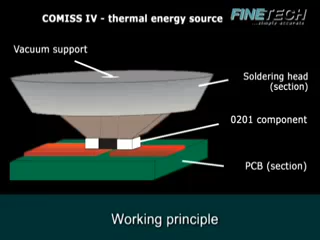 COMISS IV - thermal energy source
FINETECH
...simply accurate
Vacuum support
Soldering head
(section)
0201 component
PCB (section)
Working principle